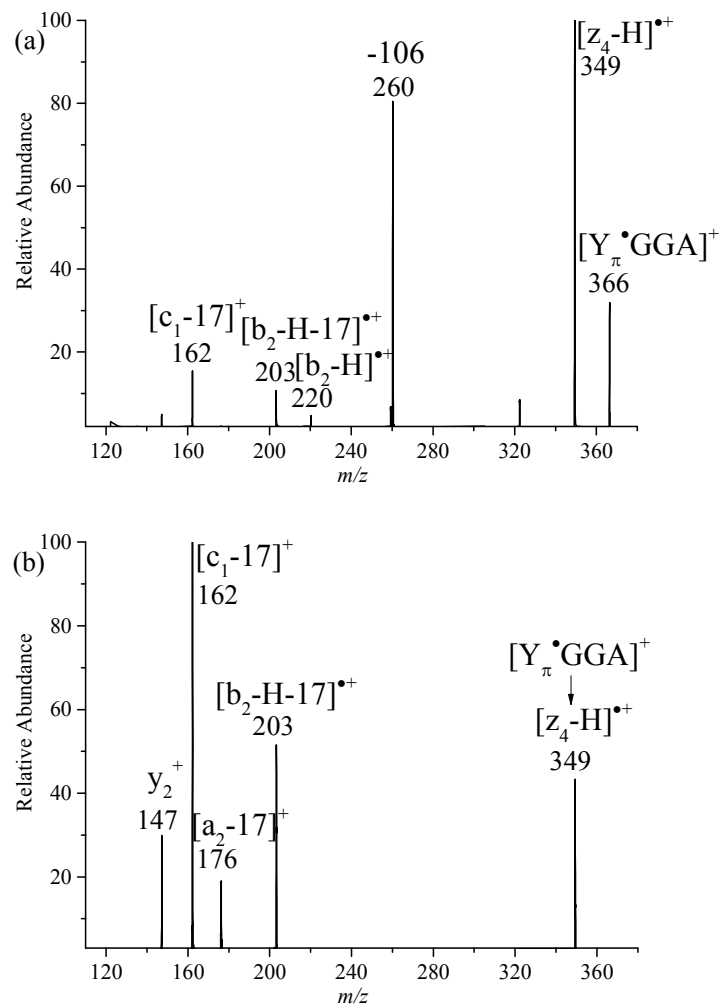 (a)
100
80
60
40
20
Relative Abundance
[z₄-H]•⁺
349
-106
260
[Y_π•GGA]⁺
366
[c₁-17]⁺
162
[b₂-H-17]•⁺
203
[b₂-H]•⁺
220
120 160 200 240 280 320 360
m/z
(b)
100
80
60
40
20
Relative Abundance
[c₁-17]⁺
162
[Y_π•GGA]⁺
[z₄-H]•⁺
349
[b₂-H-17]•⁺
203
y₂⁺
147
[a₂-17]⁺
176
120 160 200 240 280 320 360
m/z